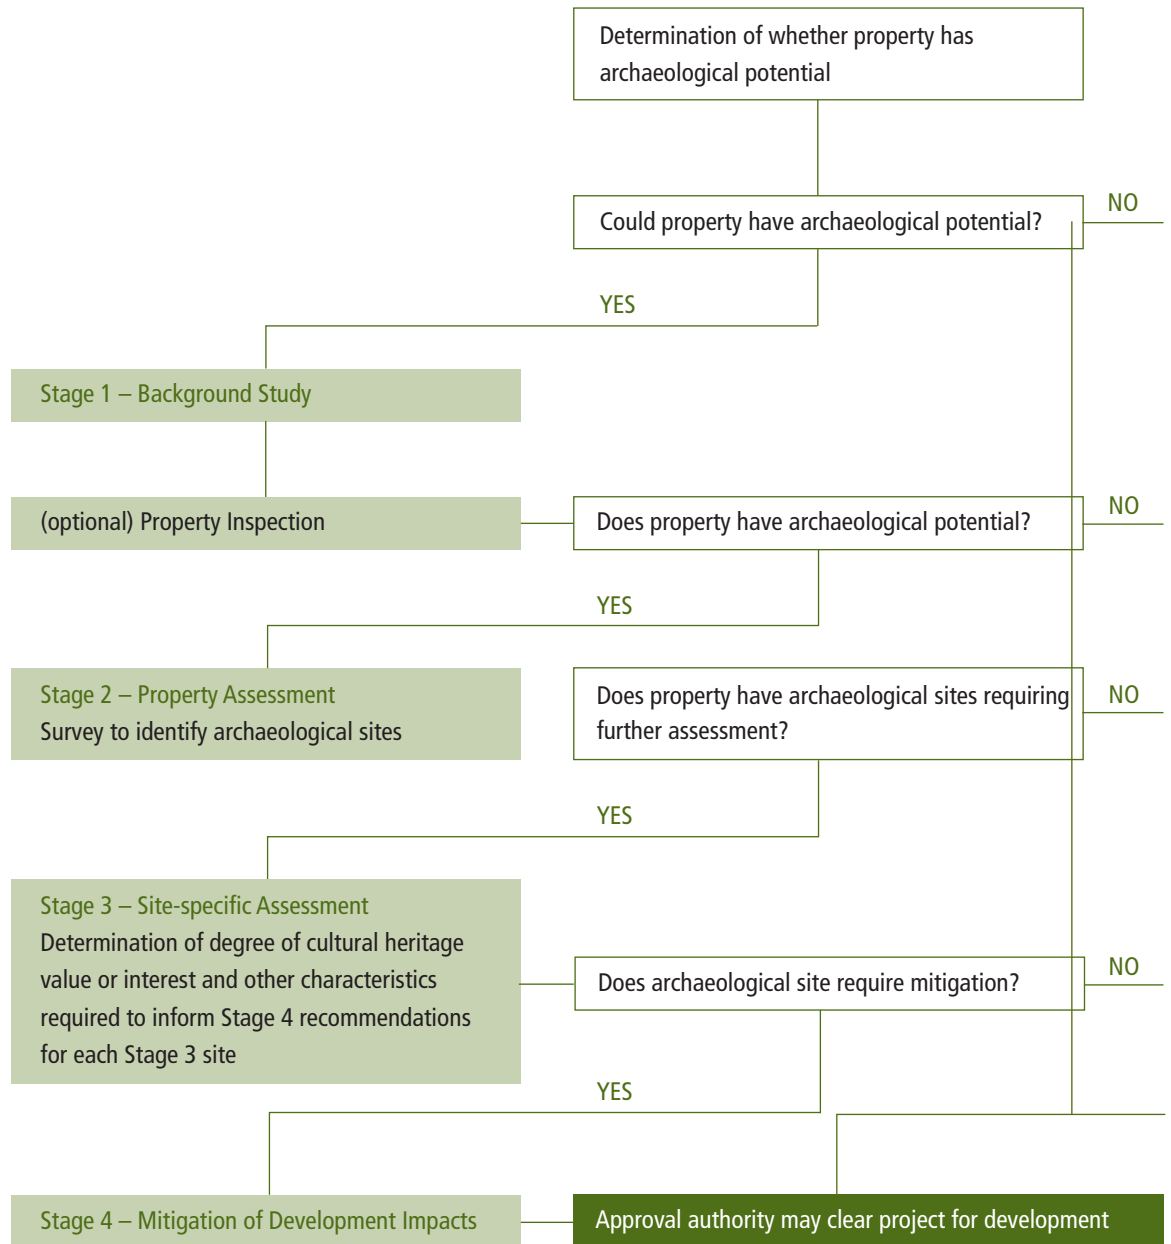 Determination of whether property has
archaeological potential
Could property have archaeological potential?
NO
YES
Stage 1 – Background Study
(optional) Property Inspection
Does property have archaeological potential?
NO
YES
Stage 2 – Property Assessment
Survey to identify archaeological sites
Does property have archaeological sites requiring
further assessment?
NO
YES
Stage 3 – Site-specific Assessment
Determination of degree of cultural heritage
value or interest and other characteristics
required to inform Stage 4 recommendations
for each Stage 3 site
Does archaeological site require mitigation?
NO
YES
Stage 4 – Mitigation of Development Impacts
Approval authority may clear project for development